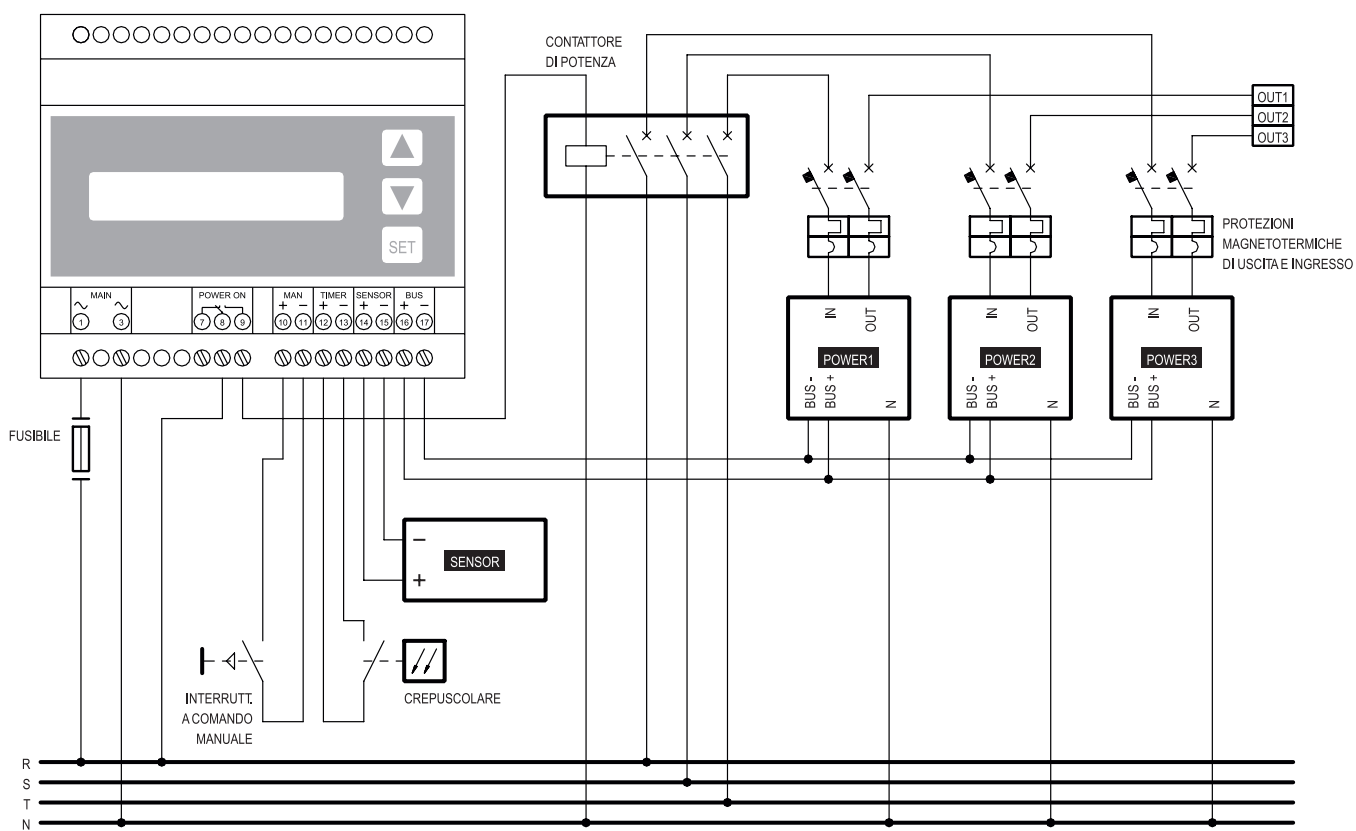 CONTATTORE
DI POTENZA
OUT1
OUT2
OUT3
SET
PROTEZIONI
MAGNETOTERMICHE
DI USCITA E INGRESSO
MAIN
POWER ON
MAN
TIMER
SENSOR
BUS
~ ~ + − + − + − + −
1 3 7 8 9 10 11 12 13 14 15 16 17
IN OUT
POWER1
BUS - BUS + N
IN OUT
POWER2
BUS - BUS + N
IN OUT
POWER3
BUS - BUS + N
FUSIBILE
−
SENSOR
+
INTERRUTT.
A COMANDO
MANUALE
CREPUSCOLARE
R
S
T
N